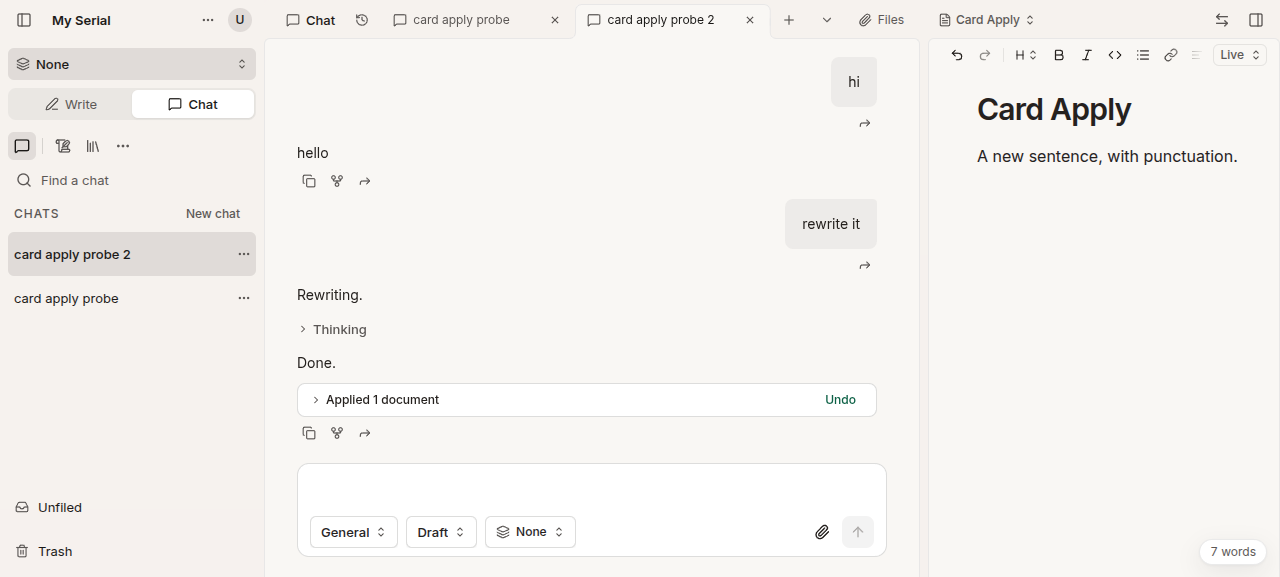 My Serial
U
None
Write
Chat
Find a chat
CHATS
New chat
card apply probe 2
card apply probe
Unfiled
Trash
Chat
card apply probe
card apply probe 2
Files
Card Apply
hi
hello
rewrite it
Rewriting.
Thinking
Done.
Applied 1 document
Undo
General
Draft
None
H
B
I
Live
Card Apply
A new sentence, with punctuation.
7 words